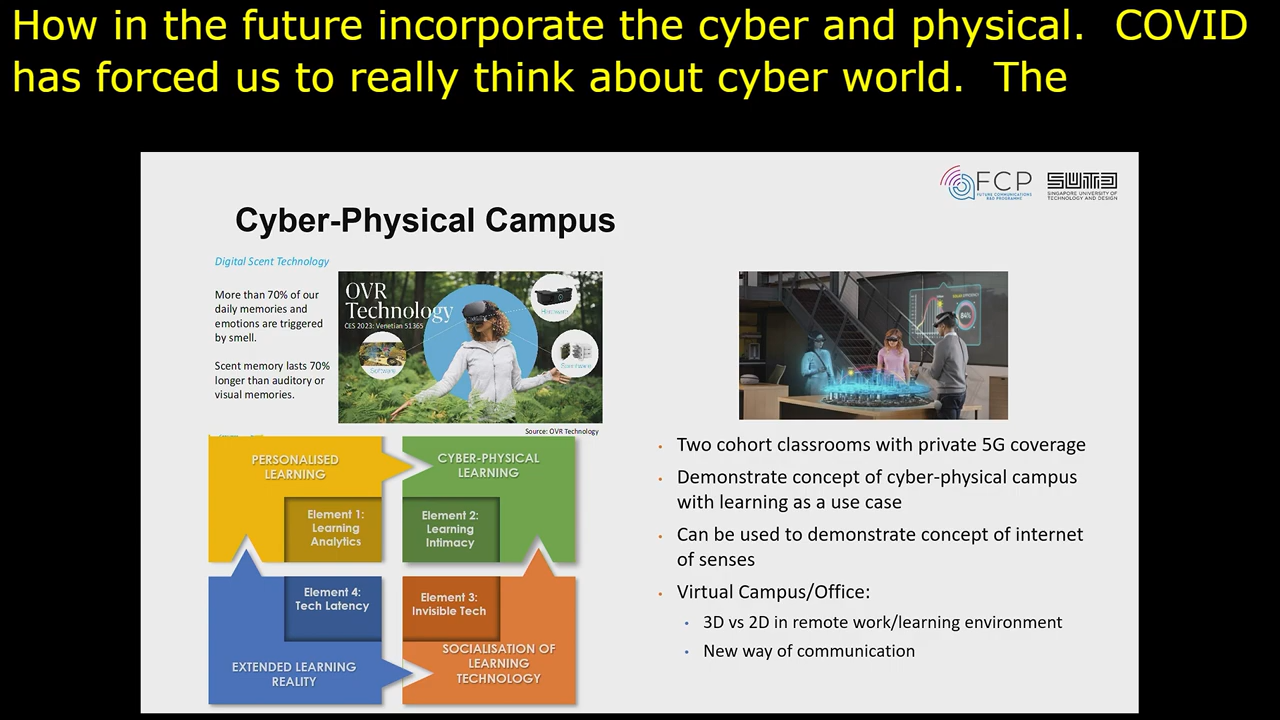 How in the future incorporate the cyber and physical.  COVID
has forced us to really think about cyber world.  The
FCP
FUTURE COMMUNICATIONS
R&D PROGRAMME
SUTD
SINGAPORE UNIVERSITY OF
TECHNOLOGY AND DESIGN
Cyber-Physical Campus
Digital Scent Technology
More than 70% of our
daily memories and
emotions are triggered
by smell.
Scent memory lasts 70%
longer than auditory or
visual memories.
OVR
Technology
CES 2023: Venetian 51365
Hardware
Software
Scentware
Source: OVR Technology
84%
PERSONALISED
LEARNING
CYBER-PHYSICAL
LEARNING
Element 1:
Learning
Analytics
Element 2:
Learning
Intimacy
Element 4:
Tech Latency
Element 3:
Invisible Tech
EXTENDED LEARNING
REALITY
SOCIALISATION OF
LEARNING
TECHNOLOGY
• Two cohort classrooms with private 5G coverage
• Demonstrate concept of cyber-physical campus
with learning as a use case
• Can be used to demonstrate concept of internet
of senses
• Virtual Campus/Office:
• 3D vs 2D in remote work/learning environment
• New way of communication